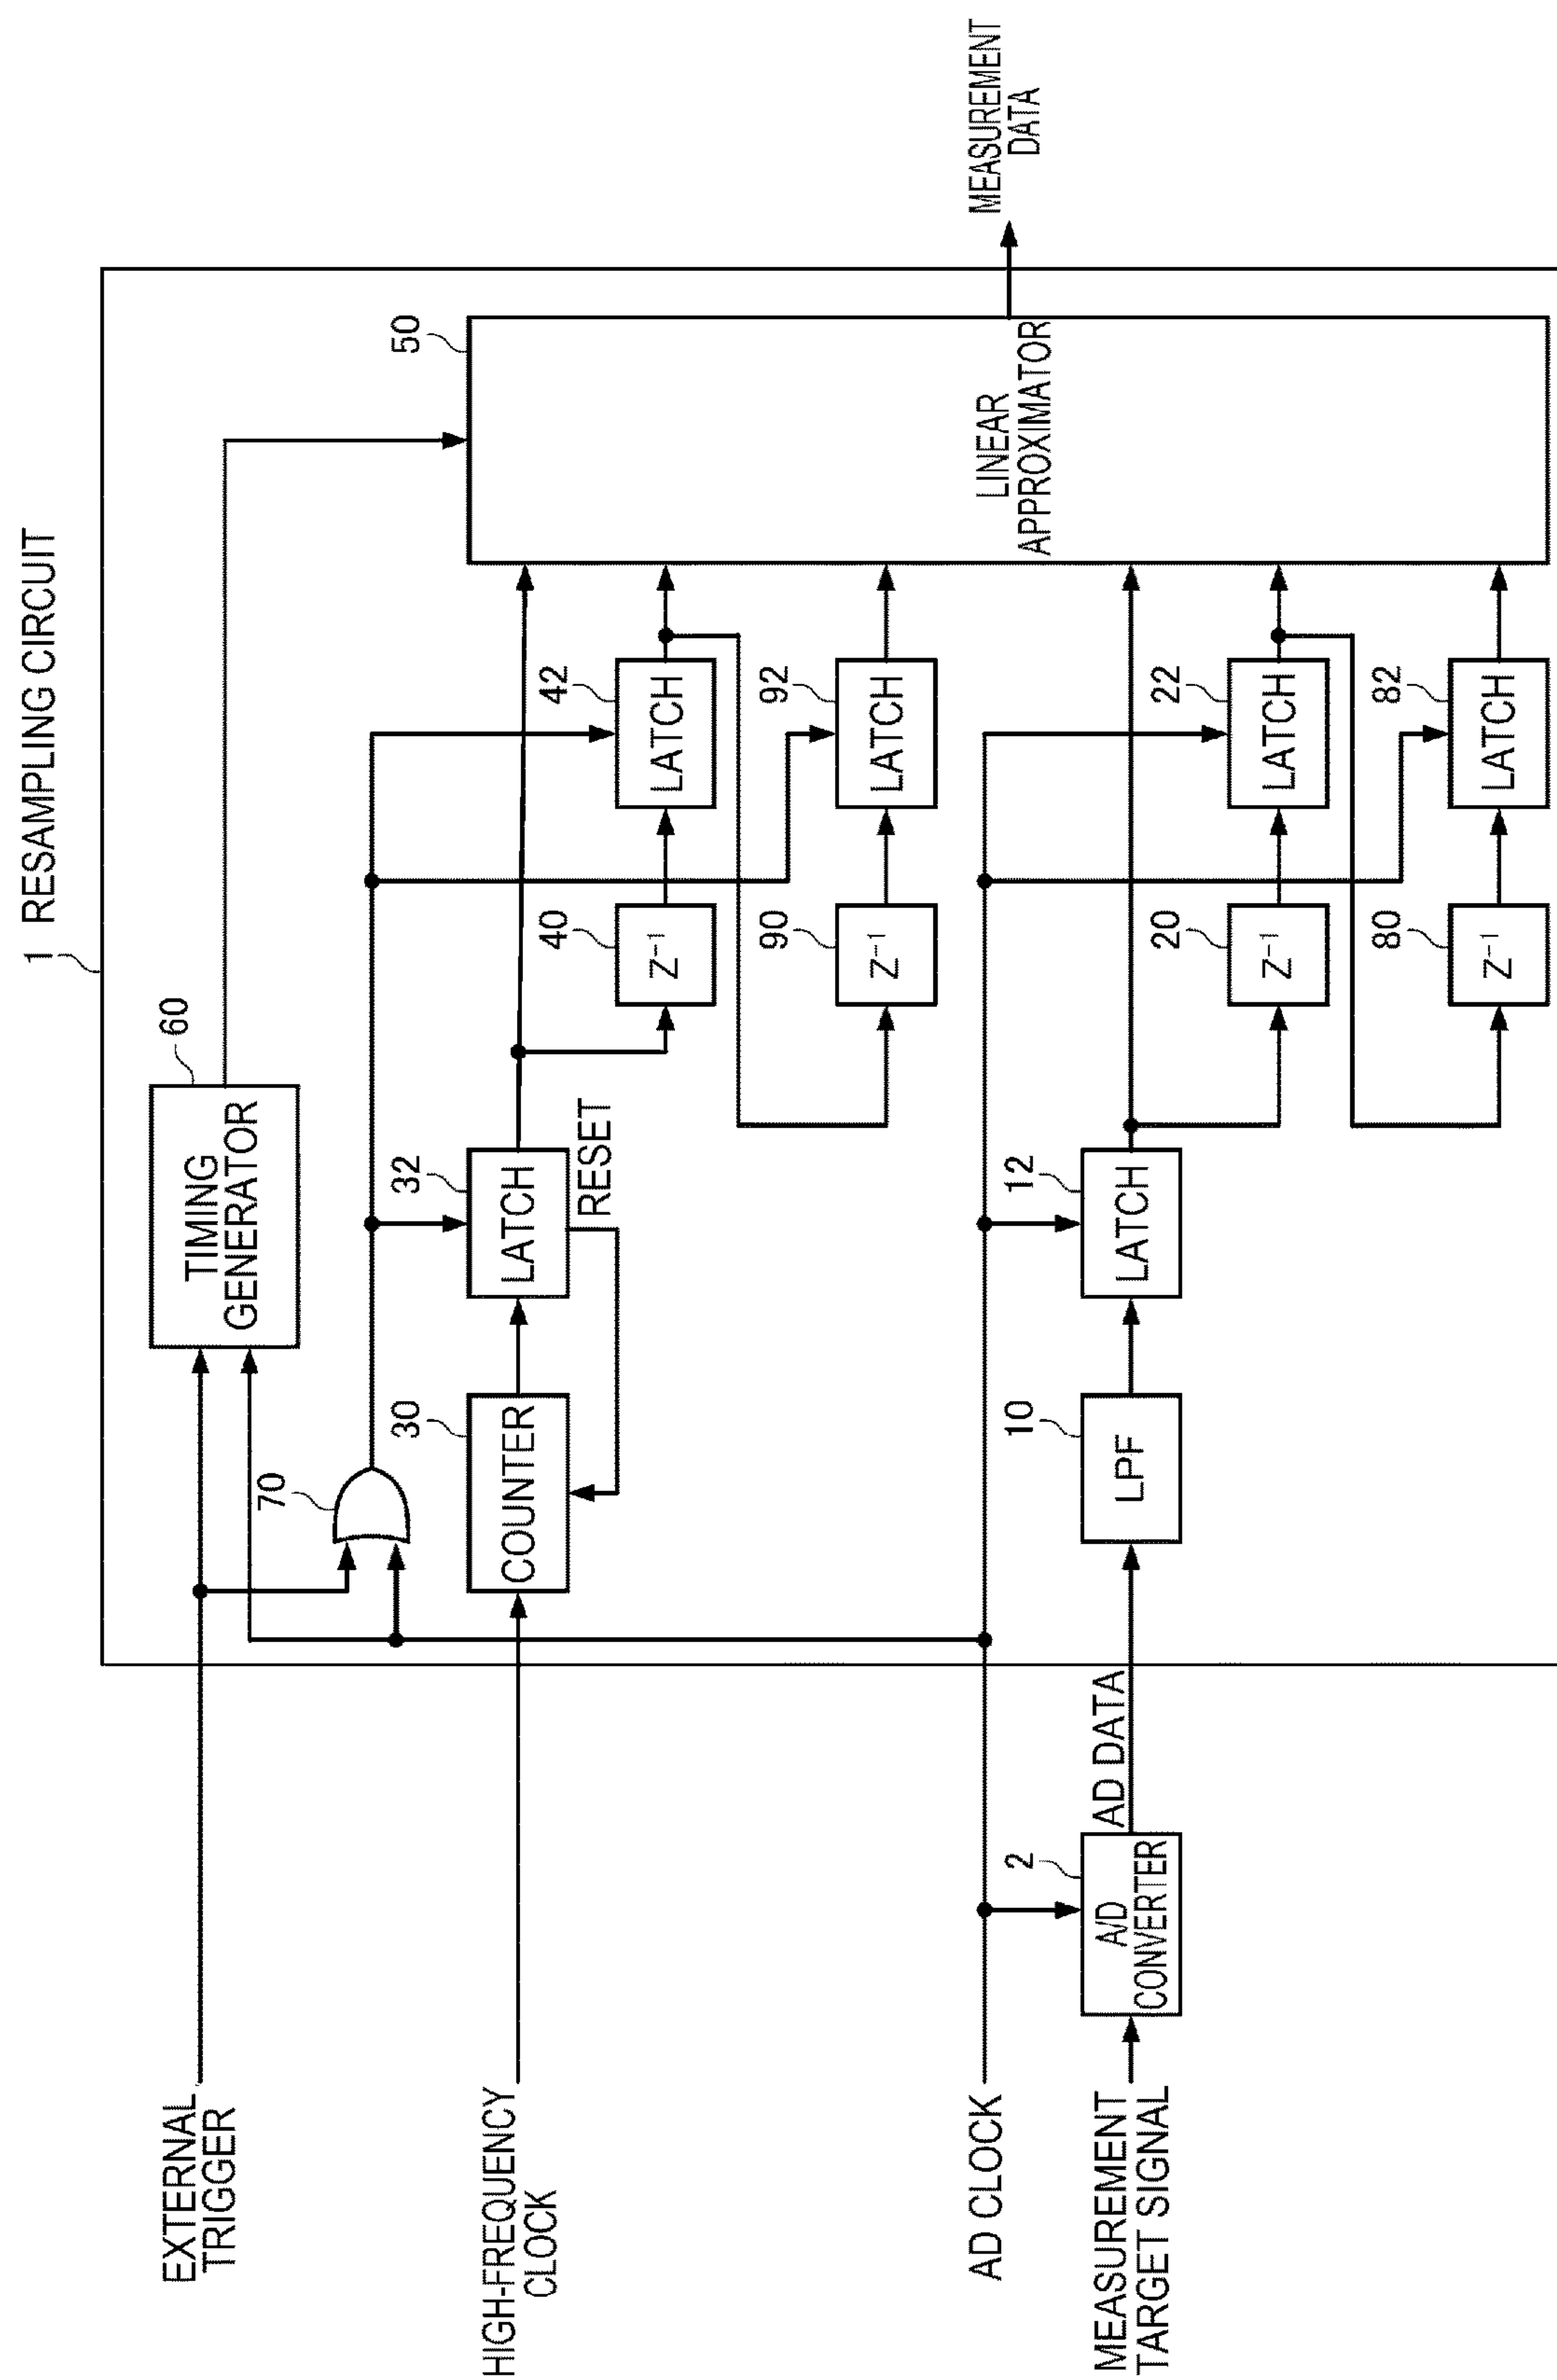 1 RESAMPLING CIRCUIT
EXTERNAL
TRIGGER
60
TIMING
GENERATOR
70
HIGH-FREQUENCY
CLOCK
30
COUNTER
32
LATCH
RESET
40
Z⁻¹
42
LATCH
90
Z⁻¹
92
LATCH
50
LINEAR
APPROXIMATOR
MEASUREMENT
DATA
AD CLOCK
MEASUREMENT
TARGET SIGNAL
2
A/D
CONVERTER
AD DATA
10
LPF
12
LATCH
20
Z⁻¹
22
LATCH
80
Z⁻¹
82
LATCH